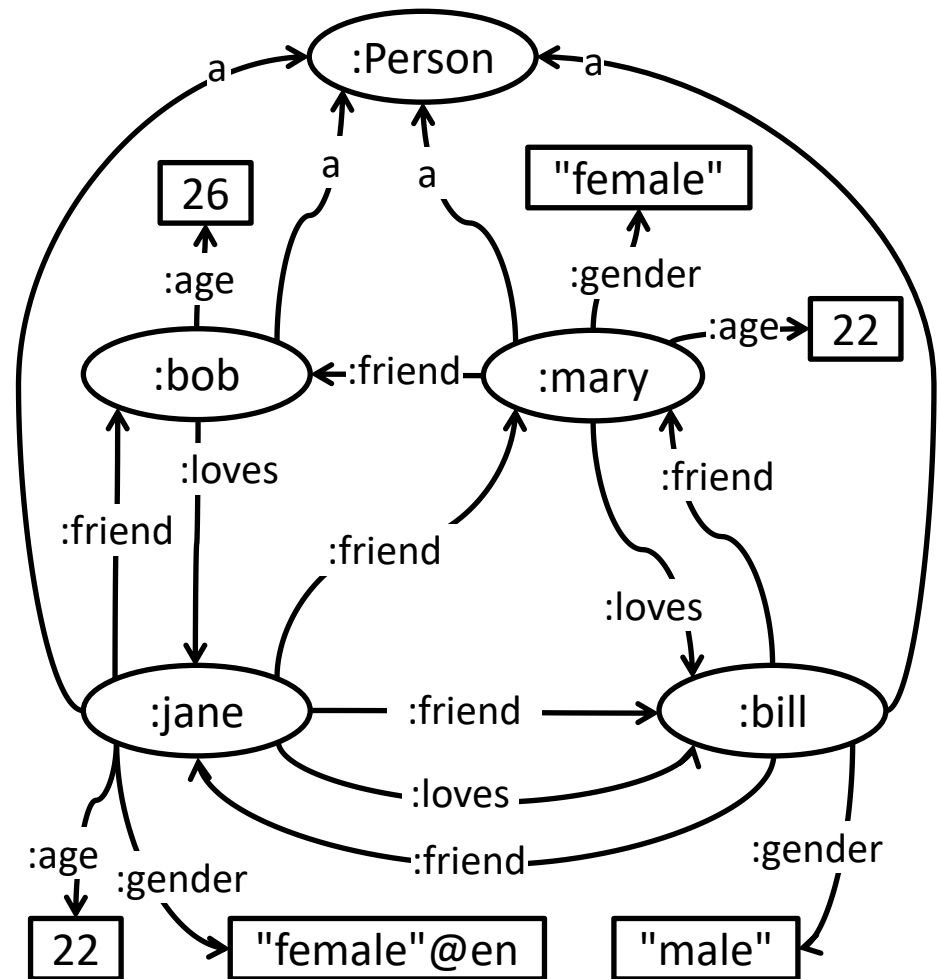 :Person
a
a
a
a
26
"female"
:age
:gender
:age
22
:bob
:friend
:mary
:loves
:friend
:friend
:friend
:loves
:jane
:friend
:bill
:loves
:friend
:age
:gender
:gender
22
"female"@en
"male"